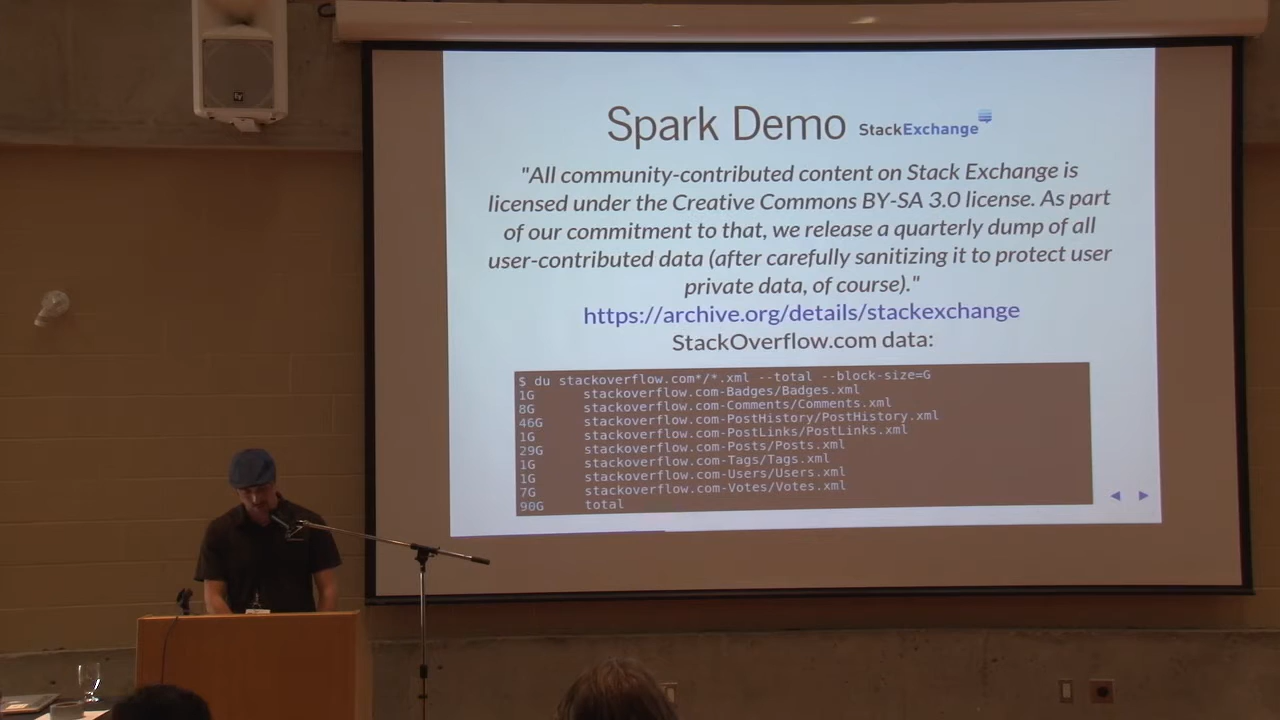 Spark Demo StackExchange
"All community-contributed content on Stack Exchange is
licensed under the Creative Commons BY-SA 3.0 license. As part
of our commitment to that, we release a quarterly dump of all
user-contributed data (after carefully sanitizing it to protect user
private data, of course)."
https://archive.org/details/stackexchange
StackOverflow.com data:
$ du stackoverflow.com*/*.xml --total --block-size=G
1G stackoverflow.com-Badges/Badges.xml
8G stackoverflow.com-Comments/Comments.xml
46G stackoverflow.com-PostHistory/PostHistory.xml
1G stackoverflow.com-PostLinks/PostLinks.xml
29G stackoverflow.com-Posts/Posts.xml
1G stackoverflow.com-Tags/Tags.xml
1G stackoverflow.com-Users/Users.xml
7G stackoverflow.com-Votes/Votes.xml
90G total